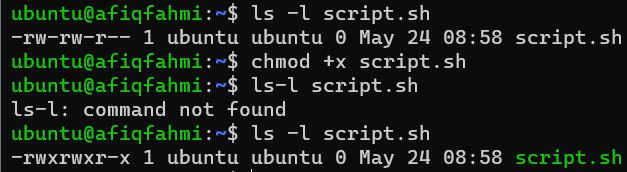 ubuntu@afiqfahmi:~$ ls -l script.sh
-rw-rw-r-- 1 ubuntu ubuntu 0 May 24 08:58 script.sh
ubuntu@afiqfahmi:~$ chmod +x script.sh
ubuntu@afiqfahmi:~$ ls-l script.sh
ls-l: command not found
ubuntu@afiqfahmi:~$ ls -l script.sh
-rwxrwxr-x 1 ubuntu ubuntu 0 May 24 08:58 script.sh